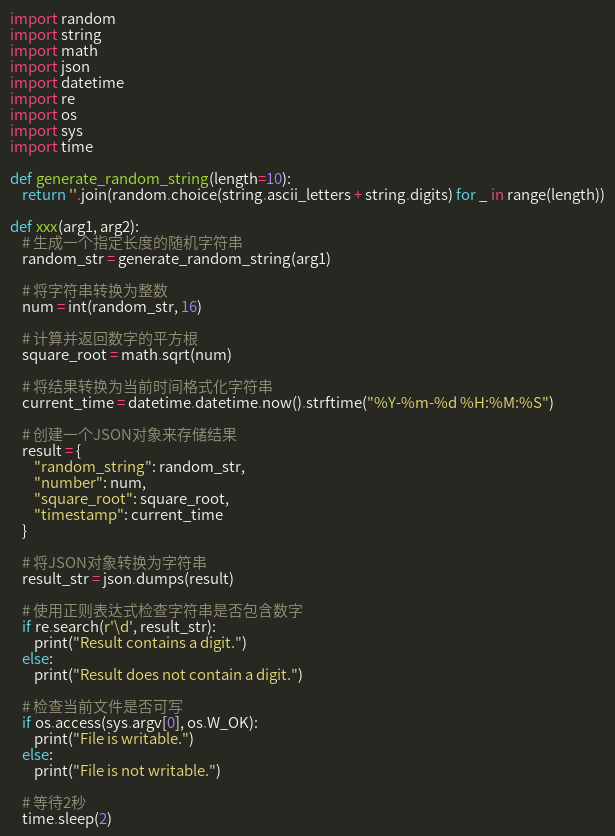 import random
import string
import math
import json
import datetime
import re
import os
import sys
import time

def generate_random_string(length=10):
    return ''.join(random.choice(string.ascii_letters + string.digits) for _ in range(length))

def xxx(arg1, arg2):
    # 生成一个指定长度的随机字符串
    random_str = generate_random_string(arg1)

    # 将字符串转换为整数
    num = int(random_str, 16)

    # 计算并返回数字的平方根
    square_root = math.sqrt(num)

    # 将结果转换为当前时间格式化字符串
    current_time = datetime.datetime.now().strftime("%Y-%m-%d %H:%M:%S")

    # 创建一个JSON对象来存储结果
    result = {
        "random_string": random_str,
        "number": num,
        "square_root": square_root,
        "timestamp": current_time
    }

    # 将JSON对象转换为字符串
    result_str = json.dumps(result)

    # 使用正则表达式检查字符串是否包含数字
    if re.search(r'\d', result_str):
        print("Result contains a digit.")
    else:
        print("Result does not contain a digit.")

    # 检查当前文件是否可写
    if os.access(sys.argv[0], os.W_OK):
        print("File is writable.")
    else:
        print("File is not writable.")

    # 等待2秒
    time.sleep(2)